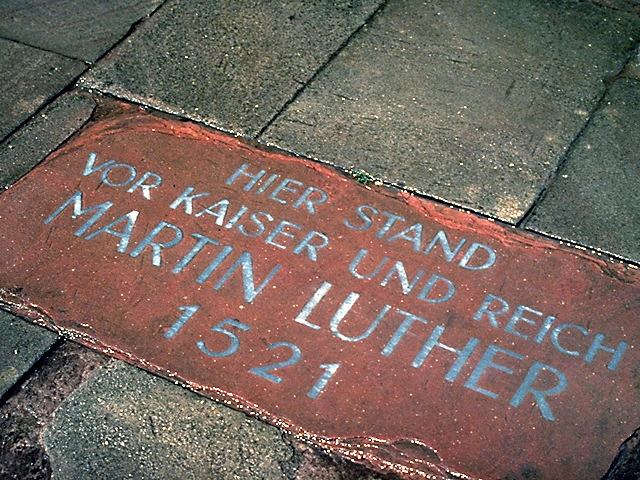 HIER STAND
VOR KAISER UND REICH
MARTIN LUTHER
1521